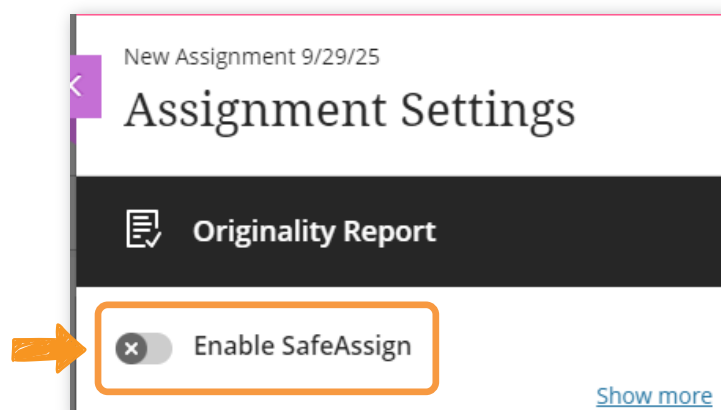 New Assignment 9/29/25
Assignment Settings
Originality Report
Enable SafeAssign
Show more